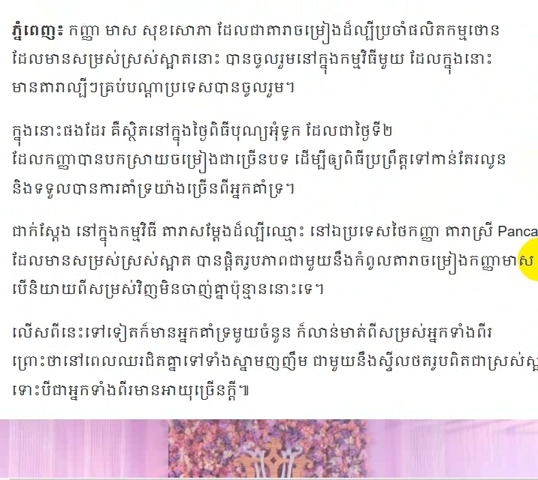 ភ្នំពេញ៖ កញ្ញា មាស សុខសោភា ដែលជាតារាចម្រៀងដ៏ល្បីប្រចាំផលិតកម្មថោន
ដែលមានសម្រស់ស្រស់ស្អាតនោះ បានចូលរួមនៅក្នុងកម្មវិធីមួយ ដែលក្នុងនោះ
មានតារាល្បីៗគ្រប់បណ្តាប្រទេសបានចូលរួម។
ក្នុងនោះផងដែរ គឺស្ថិតនៅក្នុងថ្ងៃពិធីបុណ្យអុំទូក ដែលជាថ្ងៃទី២
ដែលកញ្ញាបានបកស្រាយចម្រៀងជាច្រើនបទ ដើម្បីឲ្យពិធីប្រព្រឹត្តទៅកាន់តែរលូន
និងទទួលបានការគាំទ្រយ៉ាងច្រើនពីអ្នកគាំទ្រ។
ជាក់ស្តែង នៅក្នុងកម្មវិធី តារាសម្តែងដ៏ល្បីឈ្មោះ នៅឯប្រទេសថៃកញ្ញា តារាស្រី Panca
ដែលមានសម្រស់ស្រស់ស្អាត បានផ្តិតរូបភាពជាមួយនឹងកំពូលតារាចម្រៀងកញ្ញាមាស
បើនិយាយពីសម្រស់វិញមិនចាញ់គ្នាប៉ុន្មាននោះទេ។
លើសពីនេះទៅទៀតក៏មានអ្នកគាំទ្រមួយចំនួន ក៏លាន់មាត់ពីសម្រស់អ្នកទាំងពីរ
ព្រោះថានៅពេលឈរជិតគ្នាទៅទាំងស្នាមញញឹម ជាមួយនឹងស្ទីលថតរូបពិតជាស្រស់ស្អ
ទោះបីជាអ្នកទាំងពីរមានអាយុច្រើនក្តី៕